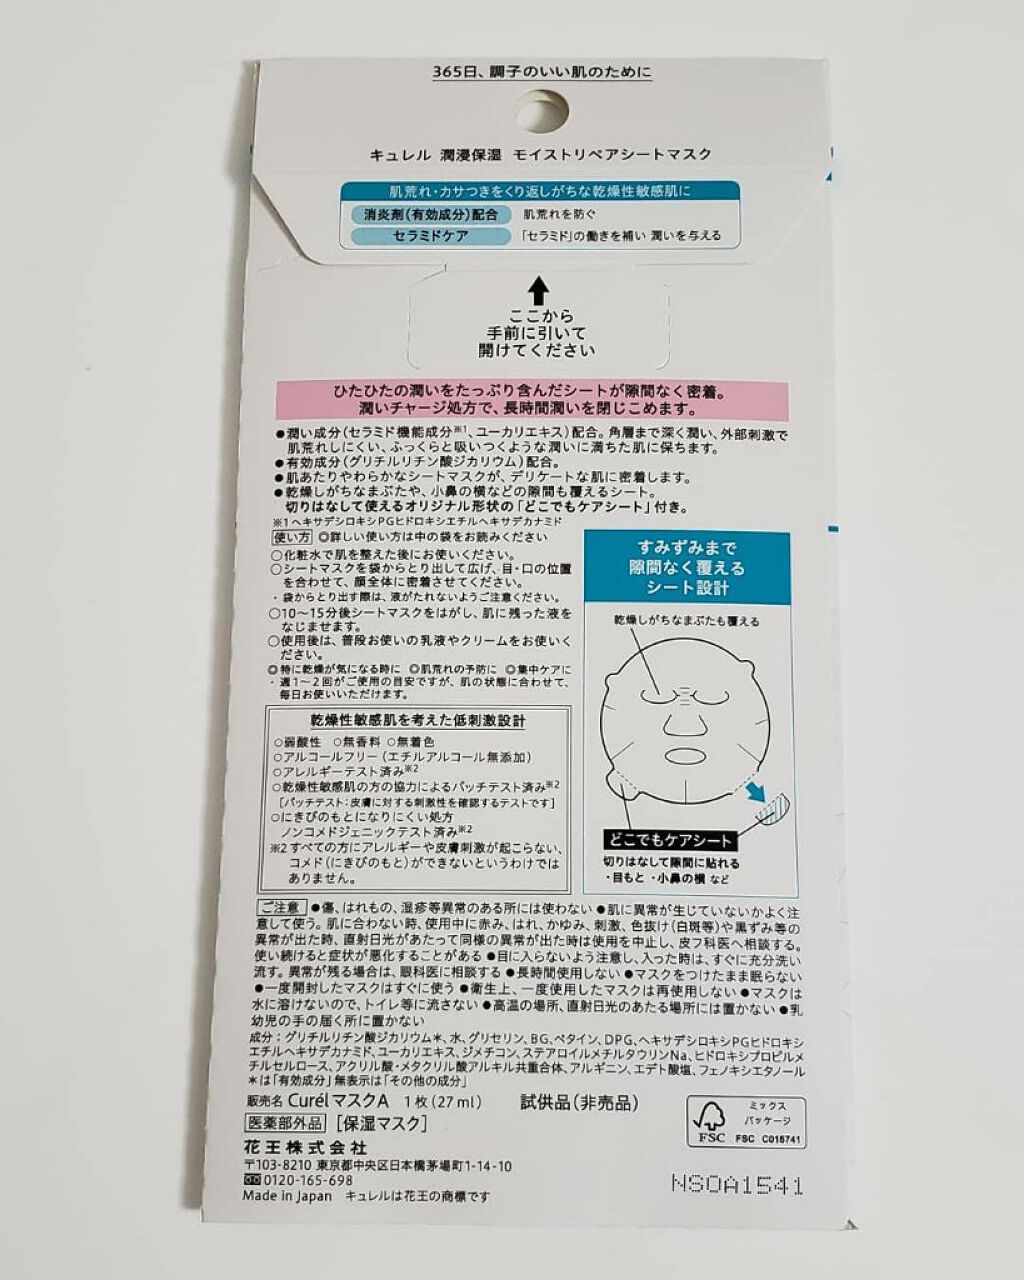 365日、調子のいい肌のために
キュレル 潤浸保湿 モイストリペアシートマスク
肌荒れ・カサつきをくり返しがちな乾燥性敏感肌に
消炎剤(有効成分)配合 肌荒れを防ぐ
セラミドケア 「セラミド」の働きを補い 潤いを与える
ここから
手前に引いて
開けてください
ひたひたの潤いをたっぷり含んだシートが隙間なく密着。
潤いチャージ処方で、長時間潤いを閉じこめます。
●潤い成分(セラミド機能成分※1、ユーカリエキス)配合。角層まで深く潤い、外部刺激で
肌荒れしにくい、ふっくらと吸いつくような潤いに満ちた肌に保ちます。
●有効成分(グリチルリチン酸ジカリウム)配合。
●肌あたりやわらかなシートマスクが、デリケートな肌に密着します。
●乾燥しがちなまぶたや、小鼻の横などの隙間も覆えるシート。
切りはなして使えるオリジナル形状の「どこでもケアシート」付き。
※1 ヘキサデシロキシPGヒドロキシエチルヘキサデカナミド
使い方 ◎詳しい使い方は中の袋をお読みください
○化粧水で肌を整えた後にお使いください。
○シートマスクを袋からとり出して広げ、目・口の位置
を合わせて、顔全体に密着させてください。
・袋からとり出す際は、液がたれないようご注意ください。
○10〜15分後シートマスクをはがし、肌に残った液を
なじませます。
○使用後は、普段お使いの乳液やクリームをお使いく
ださい。
◎特に乾燥が気になる時に ◎肌荒れの予防に ◎集中ケアに
・週1〜2回がご使用の目安ですが、肌の状態に合わせて、
毎日お使いいただけます。
すみずみまで
隙間なく覆える
シート設計
乾燥しがちなまぶたも覆える
どこでもケアシート
切りはなして隙間に貼れる
・目もと ・小鼻の横 など
乾燥性敏感肌を考えた低刺激設計
○弱酸性 ○無香料 ○無着色
○アルコールフリー(エチルアルコール無添加)
○アレルギーテスト済み※2
○乾燥性敏感肌の方の協力によるパッチテスト済み※2
[パッチテスト:皮膚に対する刺激性を確認するテストです]
○にきびのもとになりにくい処方
ノンコメドジェニックテスト済み※2
※2 すべての方にアレルギーや皮膚刺激が起こらない、
コメド(にきびのもと)ができないというわけでは
ありません。
ご注意 ●傷、はれもの、湿疹等異常のある所には使わない ●肌に異常が生じていないかよく注
意して使う。肌に合わない時、使用中に赤み、はれ、かゆみ、刺激、色抜け(白斑等)や黒ずみ等の
異常が出た時、直射日光があたって同様の異常が出た時は使用を中止し、皮フ科医へ相談する。
使い続けると症状が悪化することがある ●目に入らないよう注意し、入った時は、すぐに充分洗い
流す。異常が残る場合は、眼科医に相談する ●長時間使用しない ●マスクをつけたまま眠らない
●一度開封したマスクはすぐに使う ●衛生上、一度使用したマスクは再使用しない ●マスクは
水に溶けないので、トイレ等に流さない ●高温の場所、直射日光のあたる場所には置かない ●乳
幼児の手の届く所に置かない
成分:グリチルリチン酸ジカリウム*、水、グリセリン、BG、ベタイン、DPG、ヘキサデシロキシPGヒドロキシ
エチルヘキサデカナミド、ユーカリエキス、ジメチコン、ステアロイルメチルタウリンNa、ヒドロキシプロピルメ
チルセルロース、アクリル酸・メタクリル酸アルキル共重合体、アルギニン、エデト酸塩、フェノキシエタノール
*は「有効成分」無表示は「その他の成分」
販売名 CurélマスクA 1枚(27ml) 試供品(非売品)
医薬部外品 [保湿マスク]
花王株式会社
〒103-8210 東京都中央区日本橋茅場町1-14-10
0120-165-698
Made in Japan キュレルは花王の商標です
ミックス
パッケージ
FSC FSC C015741
NSOA1541